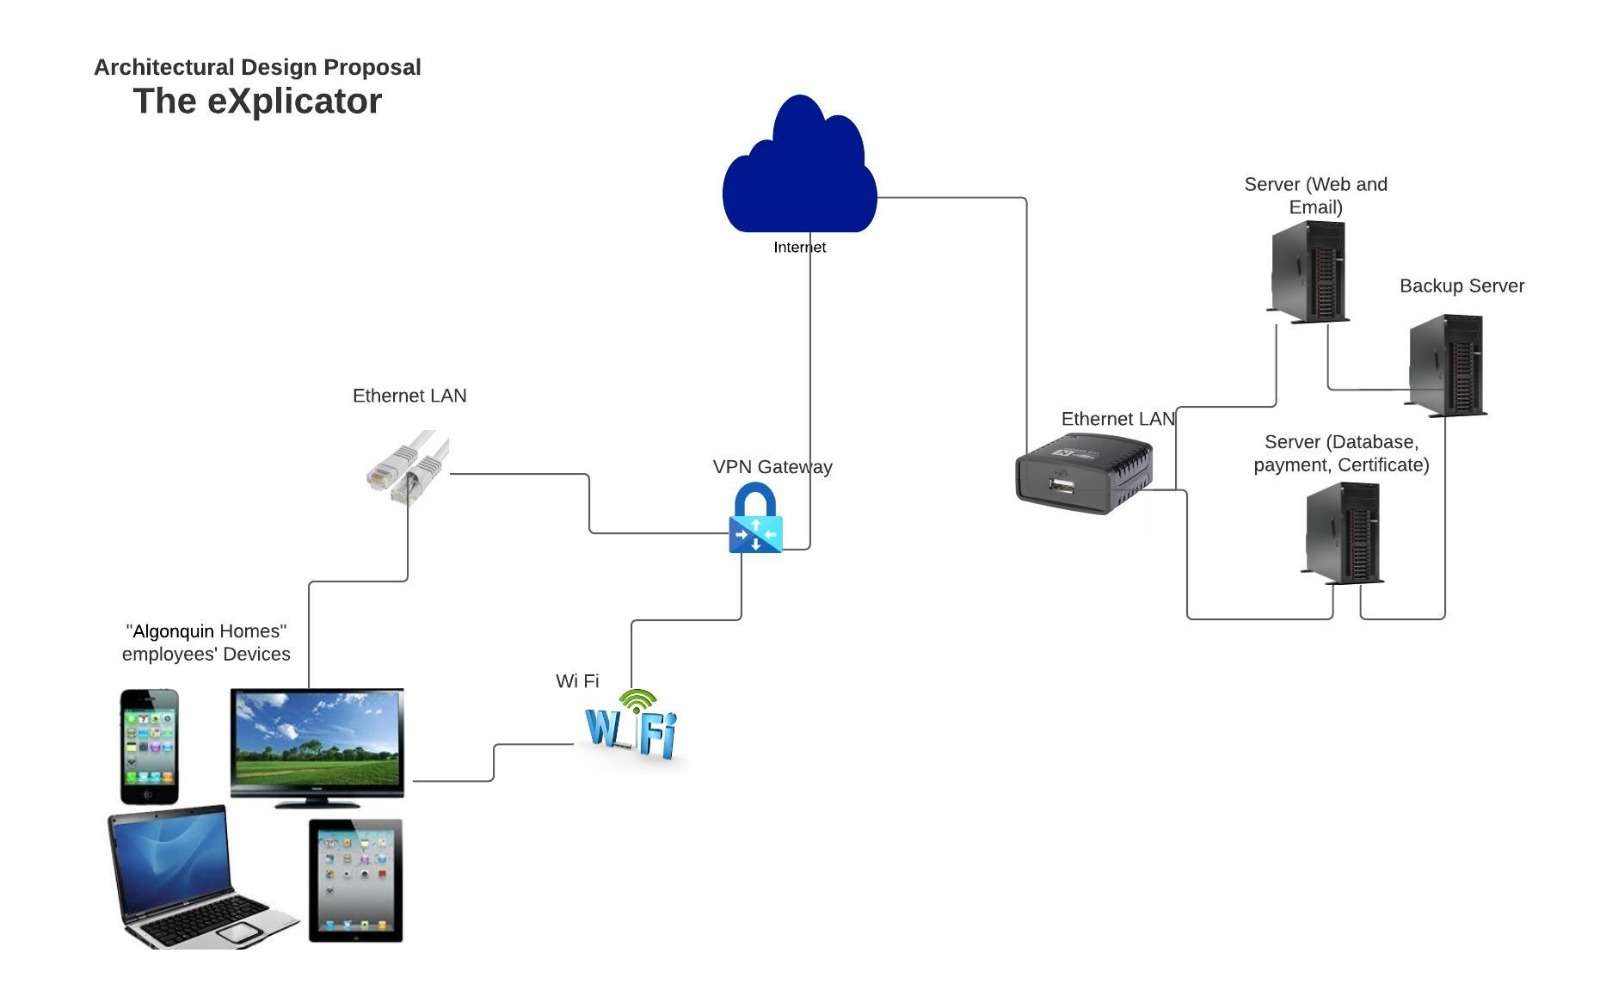 Architectural Design Proposal
The eXplicator
Internet
Server (Web and
Email)
Backup Server
Ethernet LAN
Ethernet LAN
Server (Database,
payment, Certificate)
VPN Gateway
"Algonquin Homes"
employees' Devices
Wi Fi
WiFi